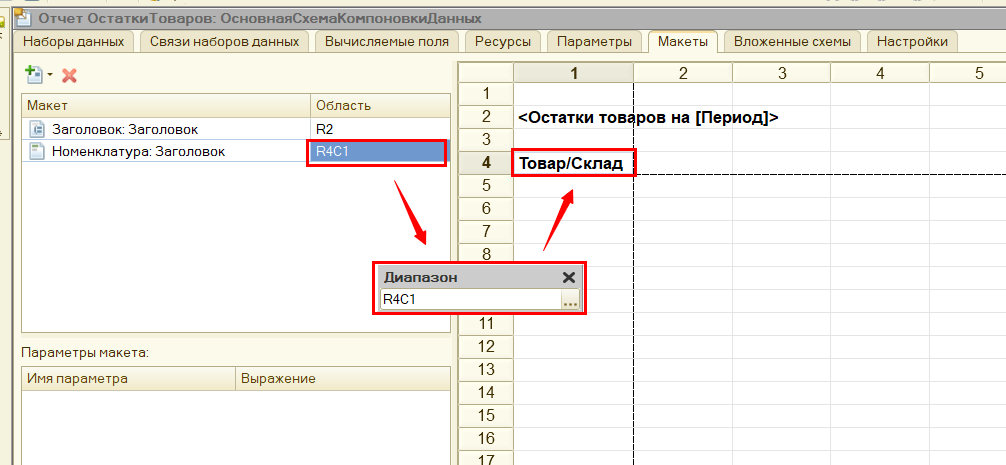 Отчет ОстаткиТоваров: ОсновнаяСхемаКомпоновкиДанных
Наборы данных Связи наборов данных Вычисляемые поля Ресурсы Параметры Макеты Вложенные схемы Настройки
Макет Область
Заголовок: Заголовок R2
Номенклатура: Заголовок R4C1
Параметры макета:
Имя параметра Выражение
Диапазон
R4C1 ...
1 2 3 4 5
1
2 <Остатки товаров на [Период]>
3
4 Товар/Склад
5
6
7
8
11
12
13
14
15
16
17